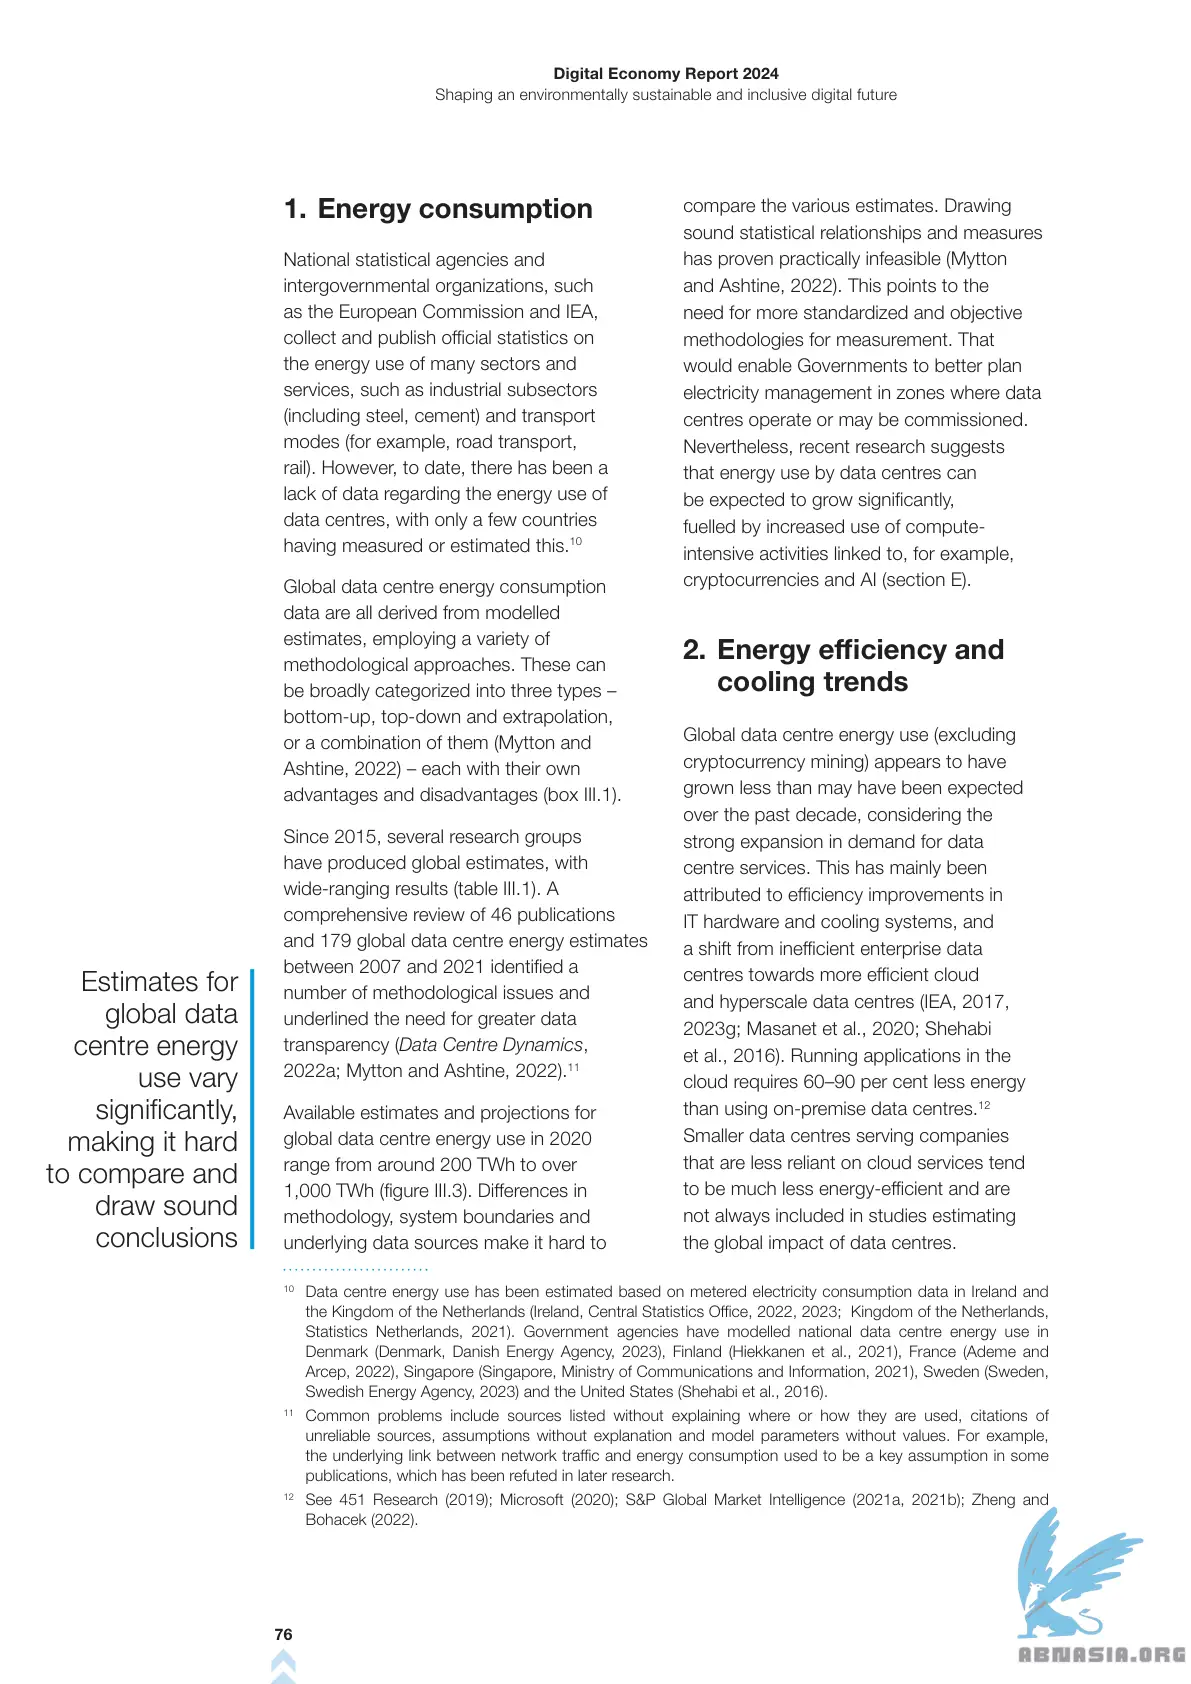 Digital Economy Report 2024
Shaping an environmentally sustainable and inclusive digital future
1. Energy consumption
National statistical agencies and
intergovernmental organizations, such
as the European Commission and IEA,
collect and publish official statistics on
the energy use of many sectors and
services, such as industrial subsectors
(including steel, cement) and transport
modes (for example, road transport,
rail). However, to date, there has been a
lack of data regarding the energy use of
data centres, with only a few countries
having measured or estimated this.¹⁰
Global data centre energy consumption
data are all derived from modelled
estimates, employing a variety of
methodological approaches. These can
be broadly categorized into three types –
bottom-up, top-down and extrapolation,
or a combination of them (Mytton and
Ashtine, 2022) – each with their own
advantages and disadvantages (box III.1).
Since 2015, several research groups
have produced global estimates, with
wide-ranging results (table III.1). A
comprehensive review of 46 publications
and 179 global data centre energy estimates
between 2007 and 2021 identified a
number of methodological issues and
underlined the need for greater data
transparency (Data Centre Dynamics,
2022a; Mytton and Ashtine, 2022).¹¹
Available estimates and projections for
global data centre energy use in 2020
range from around 200 TWh to over
1,000 TWh (figure III.3). Differences in
methodology, system boundaries and
underlying data sources make it hard to
Estimates for
global data
centre energy
use vary
significantly,
making it hard
to compare and
draw sound
conclusions
compare the various estimates. Drawing
sound statistical relationships and measures
has proven practically infeasible (Mytton
and Ashtine, 2022). This points to the
need for more standardized and objective
methodologies for measurement. That
would enable Governments to better plan
electricity management in zones where data
centres operate or may be commissioned.
Nevertheless, recent research suggests
that energy use by data centres can
be expected to grow significantly,
fuelled by increased use of compute-
intensive activities linked to, for example,
cryptocurrencies and AI (section E).
2. Energy efficiency and
cooling trends
Global data centre energy use (excluding
cryptocurrency mining) appears to have
grown less than may have been expected
over the past decade, considering the
strong expansion in demand for data
centre services. This has mainly been
attributed to efficiency improvements in
IT hardware and cooling systems, and
a shift from inefficient enterprise data
centres towards more efficient cloud
and hyperscale data centres (IEA, 2017,
2023g; Masanet et al., 2020; Shehabi
et al., 2016). Running applications in the
cloud requires 60–90 per cent less energy
than using on-premise data centres.¹²
Smaller data centres serving companies
that are less reliant on cloud services tend
to be much less energy-efficient and are
not always included in studies estimating
the global impact of data centres.
10 Data centre energy use has been estimated based on metered electricity consumption data in Ireland and
the Kingdom of the Netherlands (Ireland, Central Statistics Office, 2022, 2023; Kingdom of the Netherlands,
Statistics Netherlands, 2021). Government agencies have modelled national data centre energy use in
Denmark (Denmark, Danish Energy Agency, 2023), Finland (Hiekkanen et al., 2021), France (Ademe and
Arcep, 2022), Singapore (Singapore, Ministry of Communications and Information, 2021), Sweden (Sweden,
Swedish Energy Agency, 2023) and the United States (Shehabi et al., 2016).
11 Common problems include sources listed without explaining where or how they are used, citations of
unreliable sources, assumptions without explanation and model parameters without values. For example,
the underlying link between network traffic and energy consumption used to be a key assumption in some
publications, which has been refuted in later research.
12 See 451 Research (2019); Microsoft (2020); S&P Global Market Intelligence (2021a, 2021b); Zheng and
Bohacek (2022).
76
ABNASIA.ORG